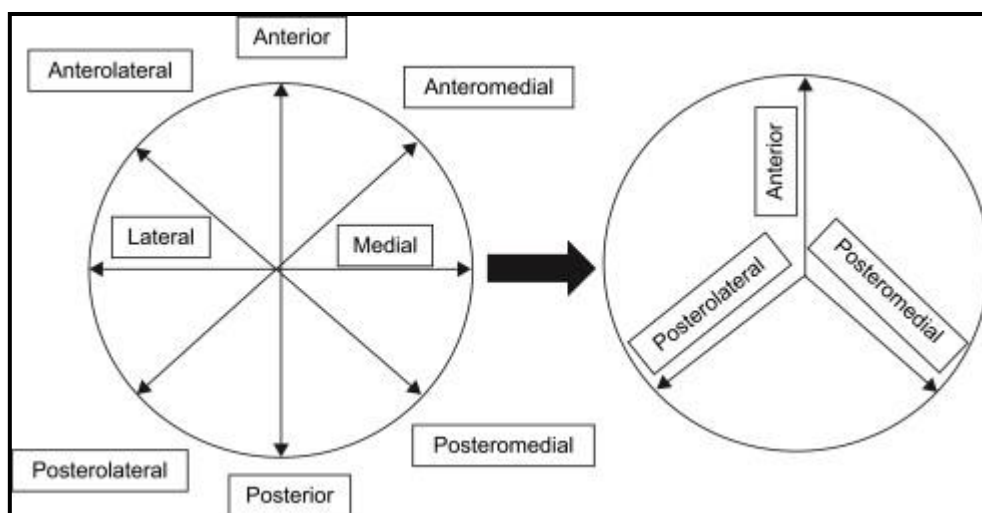 Anterior
Anterolateral
Anteromedial
Lateral
Medial
Posterolateral
Posteromedial
Posterior
Anterior
Posterolateral
Posteromedial